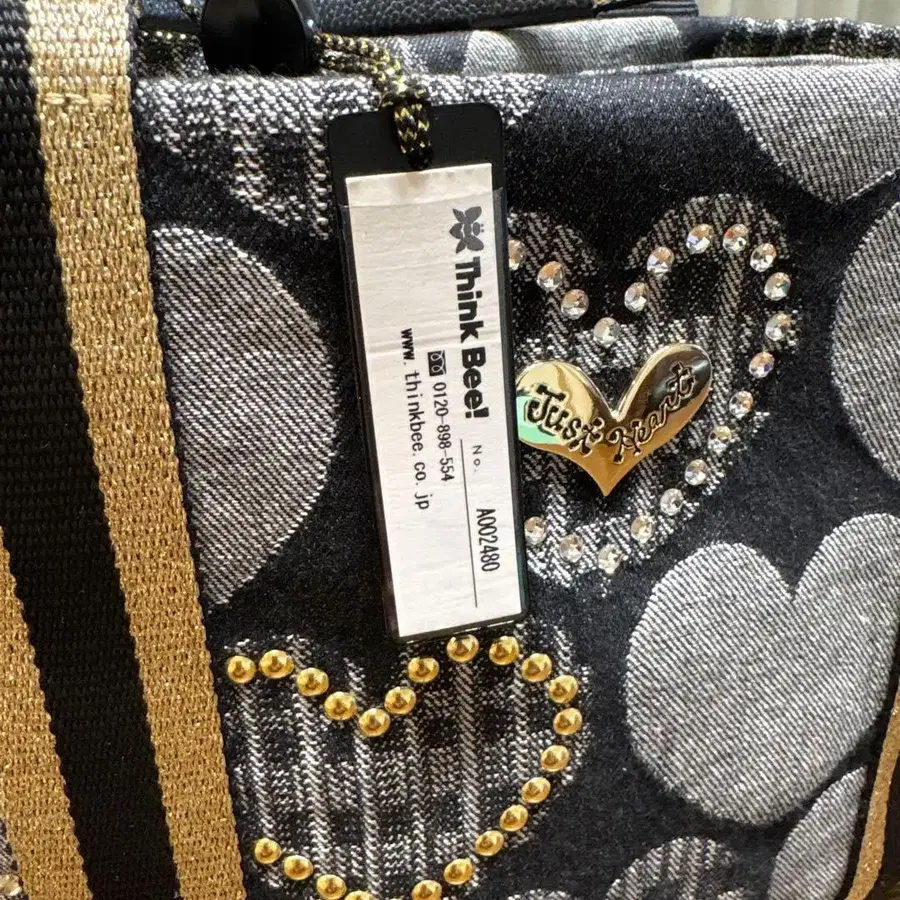 Think Bee!
No. A002480
0120-898-554
www.thinkbee.co.jp
Just Heart